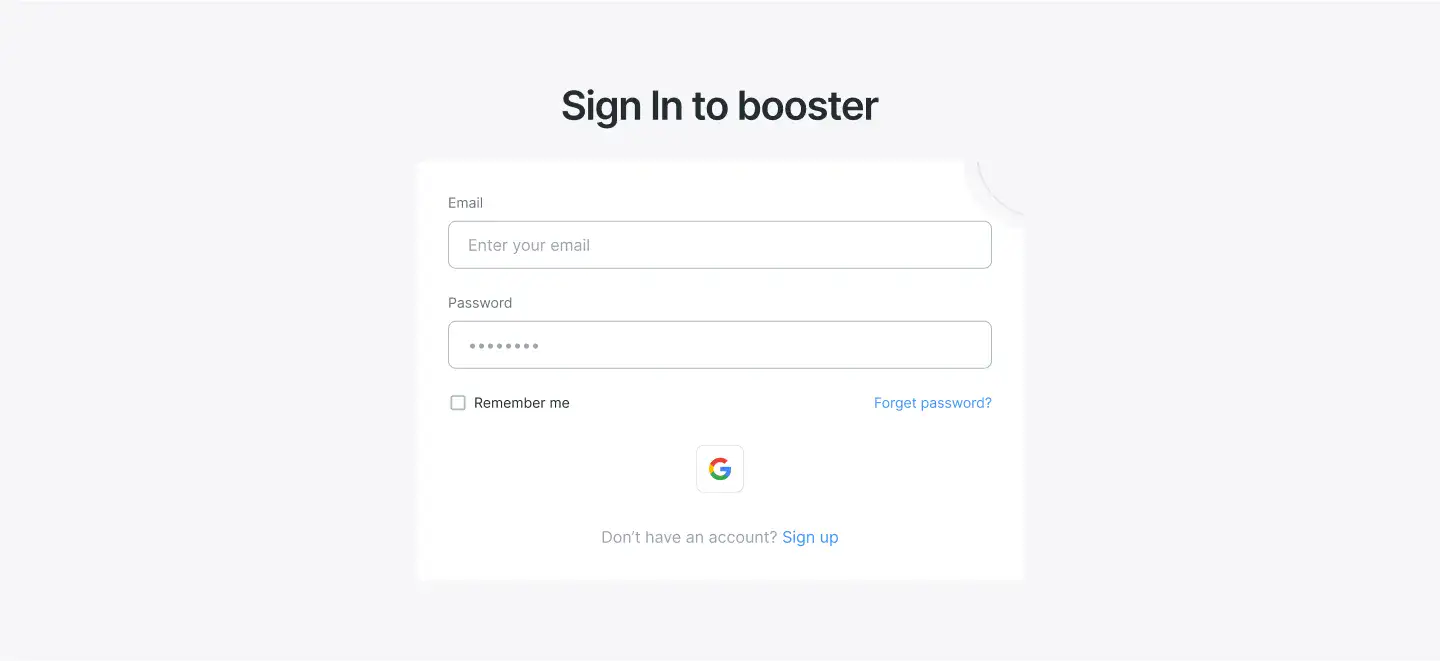 Sign In to booster
Email
Enter your email
Password
••••••••
Remember me
Forget password?
Don’t have an account? Sign up